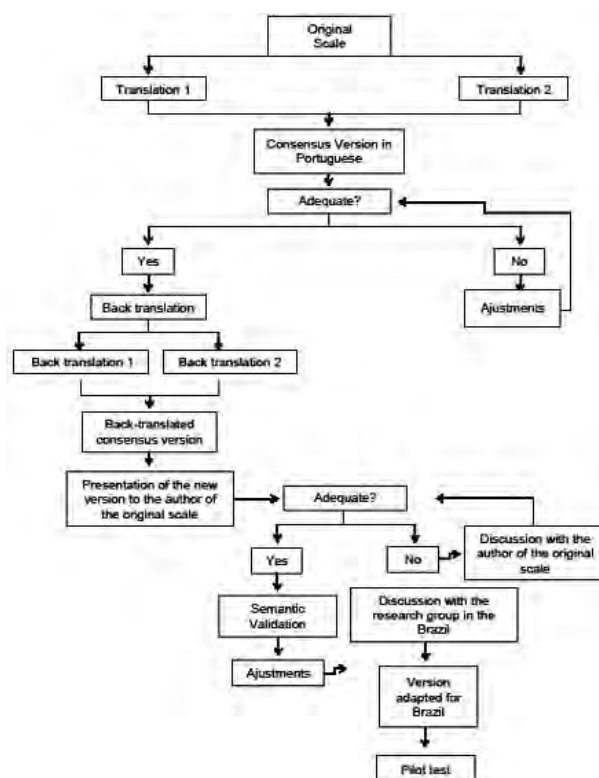 Original
Scale
Translation 1
Translation 2
Consensus Version in
Portuguese
Adequate?
Yes
No
Back translation
Ajustments
Back translation 1
Back translation 2
Back-translated
consensus version
Presentation of the new
version to the author of
the original scale
Adequate?
Discussion with the
author of the original
scale
Yes
No
Semantic
Validation
Discussion with the
research group in the
Brazil
Ajustments
Version
adapted for
Brazil
Pilot test